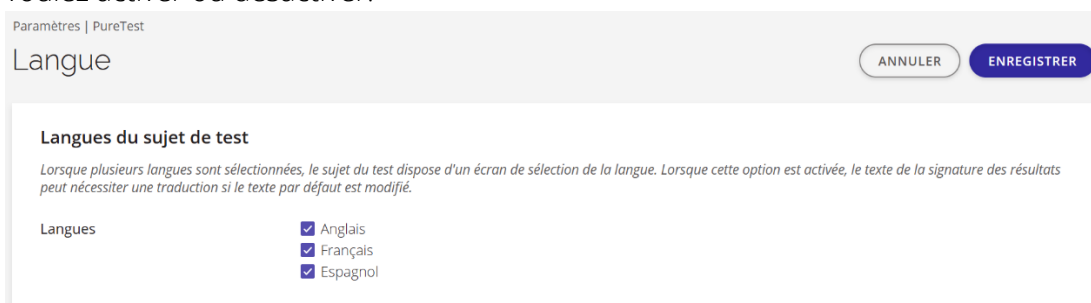 Paramètres | PureTest
Langue
ANNULER
ENREGISTRER
Langues du sujet de test
Lorsque plusieurs langues sont sélectionnées, le sujet du test dispose d'un écran de sélection de la langue. Lorsque cette option est activée, le texte de la signature des résultats
peut nécessiter une traduction si le texte par défaut est modifié.
Langues
Anglais
Français
Espagnol